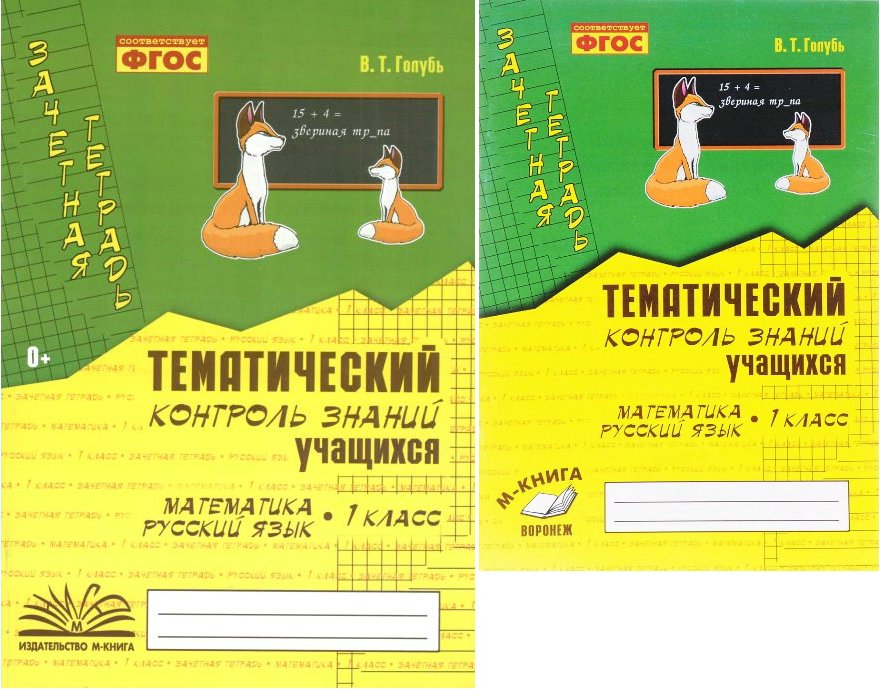 ЗАЧЕТНАЯ
ТЕТРАДЬ
соответствует
ФГОС
В. Т. Голубь
15 + 4 =
звериная тр_па
0+
ТЕМАТИЧЕСКИЙ
КОНТРОЛЬ ЗНАНИЙ
УЧАЩИХСЯ
МАТЕМАТИКА
РУССКИЙ ЯЗЫК • 1 КЛАСС
М
ИЗДАТЕЛЬСТВО М-КНИГА
ЗАЧЕТНАЯ
ТЕТРАДЬ
соответствует
ФГОС
В. Т. Голубь
15 + 4 =
звериная тр_па
ТЕМАТИЧЕСКИЙ
КОНТРОЛЬ ЗНАНИЙ
УЧАЩИХСЯ
МАТЕМАТИКА
РУССКИЙ ЯЗЫК • 1 КЛАСС
М-КНИГА
ВОРОНЕЖ